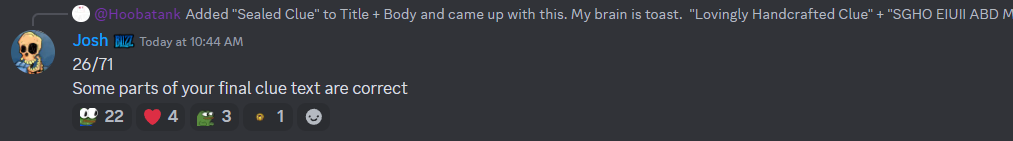 @Hoobatank Added "Sealed Clue" to Title + Body and came up with this. My brain is toast. "Lovingly Handcrafted Clue" + "SGHO EIUII ABD M
Josh BLIZZ Today at 10:44 AM
26/71
Some parts of your final clue text are correct
22 4 3 1